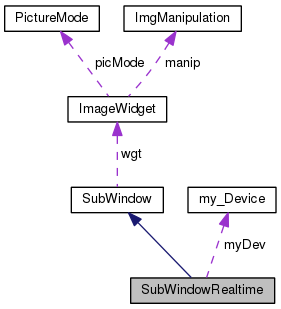 PictureMode
ImgManipulation
picMode
manip
ImageWidget
wgt
SubWindow
my_Device
myDev
SubWindowRealtime